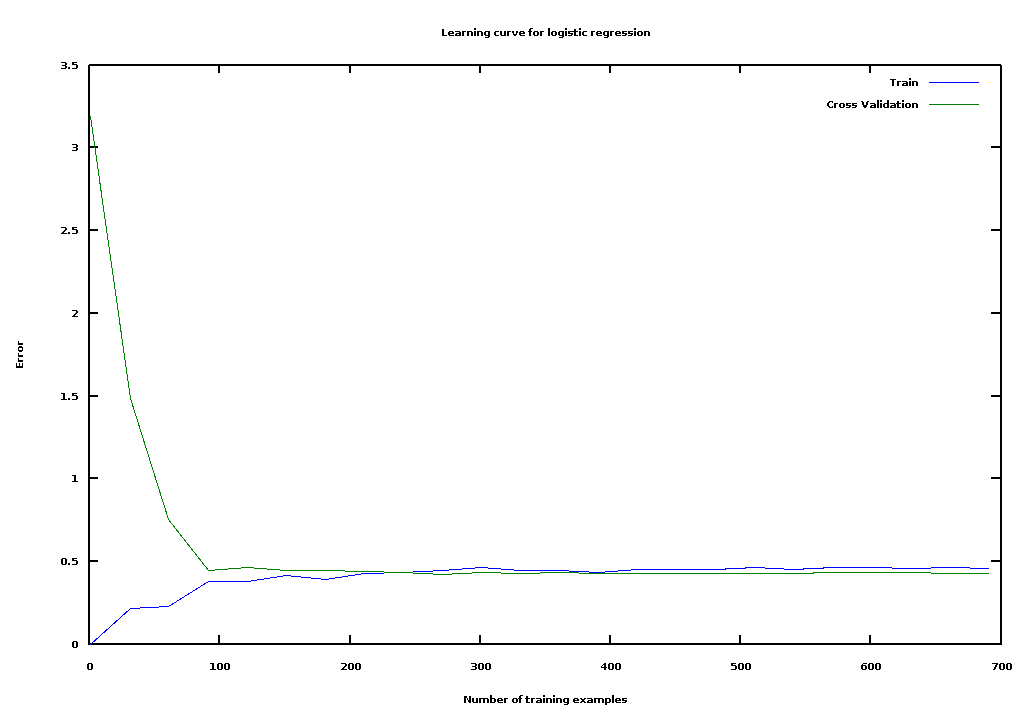 Learning curve for logistic regression
3.5
Train
Cross Validation
3
2.5
2
Error
1.5
1
0.5
0
0 100 200 300 400 500 600 700
Number of training examples